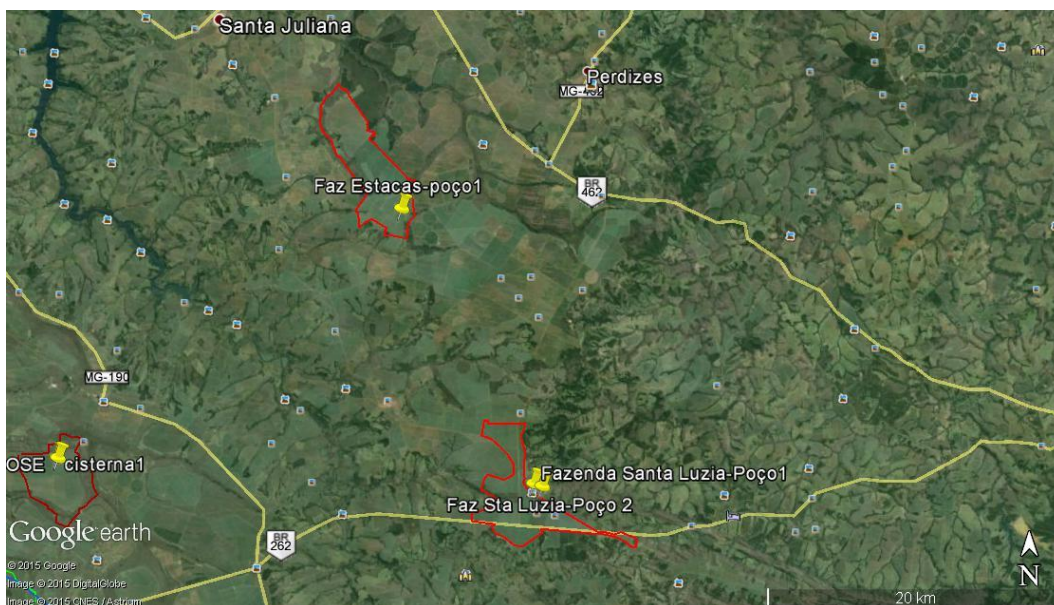 Santa Juliana
Perdizes
MG-462
Faz Estacas-poço1
BR
462
MG-190
OSE cisterna1
Fazenda Santa Luzia-Poço1
Faz Sta Luzia-Poço 2
BR
262
Google earth
© 2015 Google
Image © 2015 DigitalGlobe
Image © 2015 CNES / Astrium
N
20 km